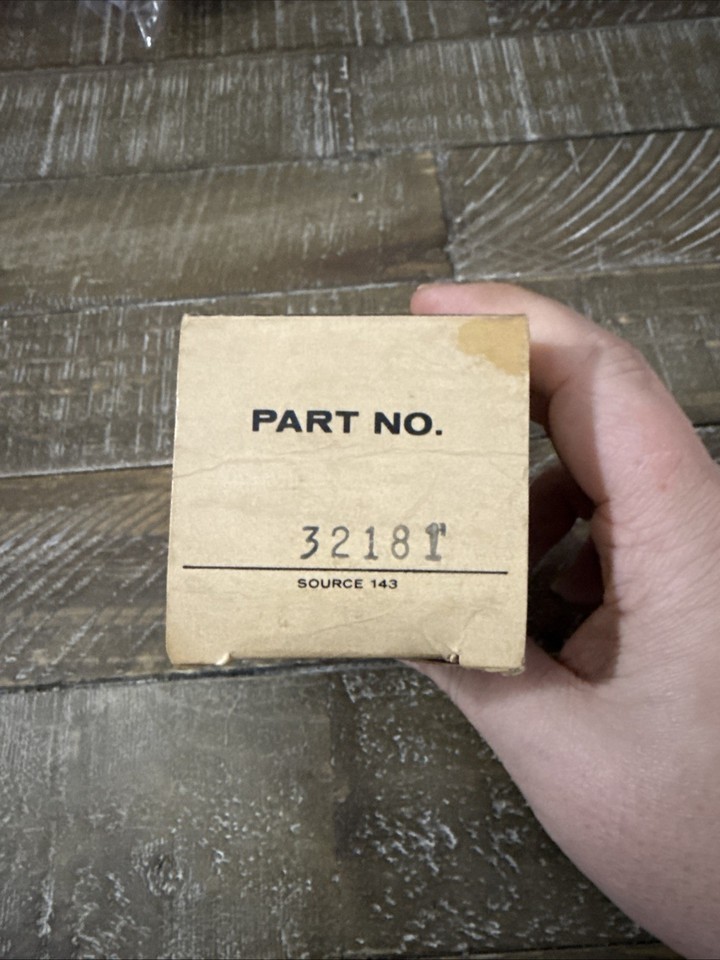 PART NO.
32181
SOURCE 143